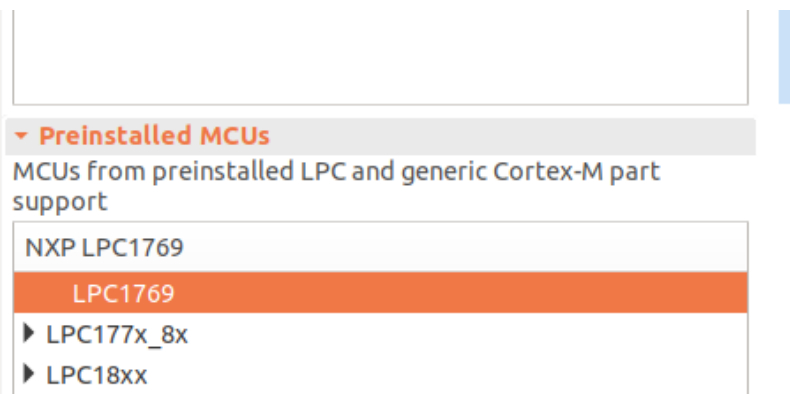 Preinstalled MCUs
MCUs from preinstalled LPC and generic Cortex-M part
support
NXP LPC1769
LPC1769
LPC177x_8x
LPC18xx